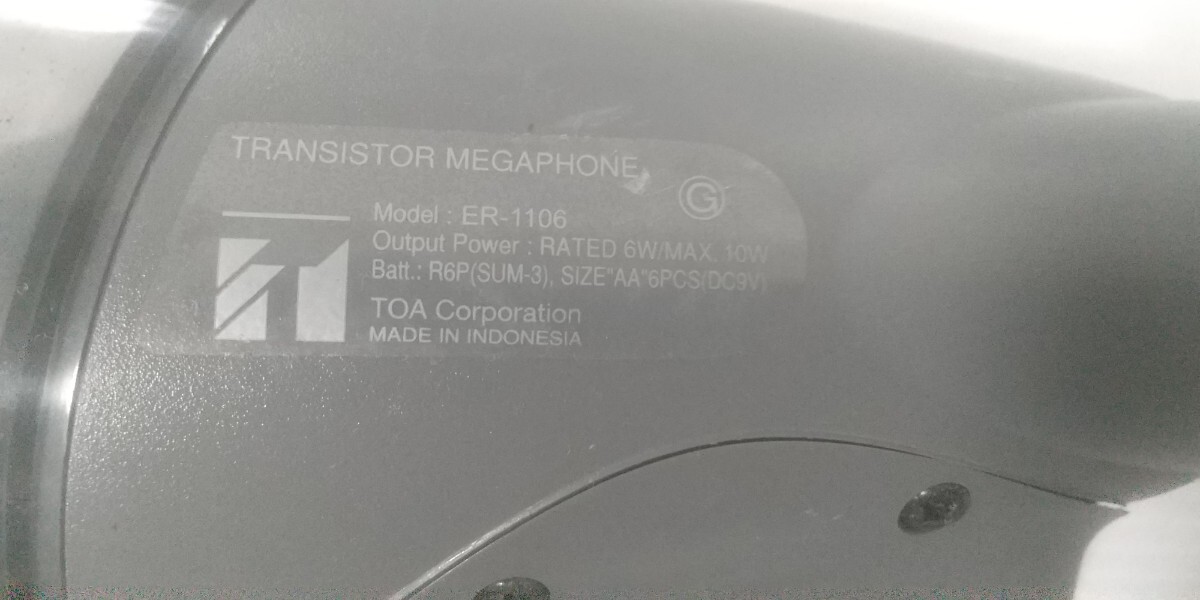 TRANSISTOR MEGAPHONE
G
Model : ER-1106
Output Power : RATED 6W/MAX. 10W
Batt.: R6P(SUM-3), SIZE"AA"6PCS(DC9V)
TOA Corporation
MADE IN INDONESIA